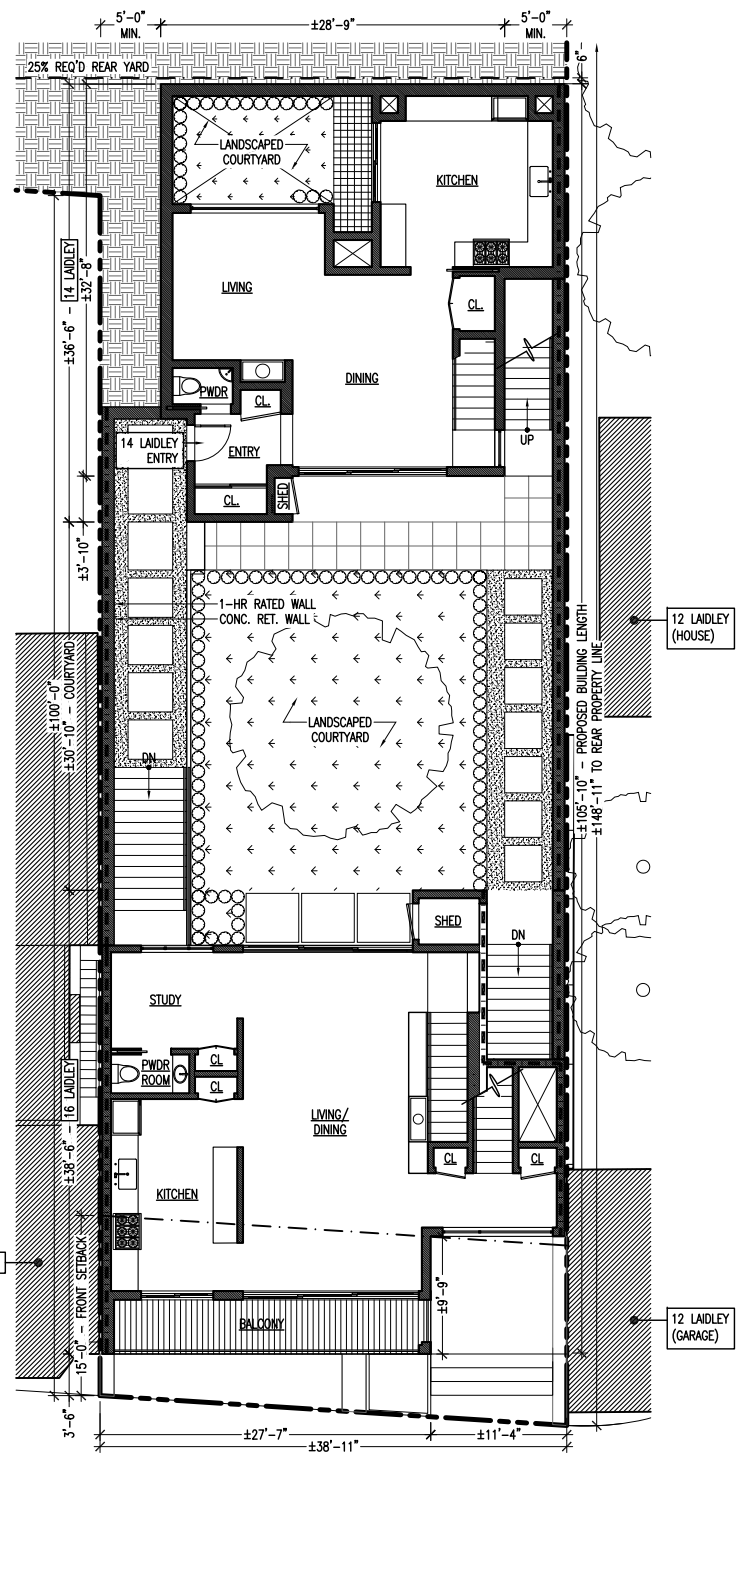 5'-0"
MIN.
±28'-9"
5'-0"
MIN.
6"
25% REQ'D REAR YARD
LANDSCAPED
COURTYARD
KITCHEN
±36'-6" - 14 LAIDLEY
±32'-8"
LIVING
CL.
DINING
PWDR
CL.
UP
14 LAIDLEY
ENTRY
ENTRY
CL.
SHED
±3'-10"
1-HR RATED WALL
CONC. RET. WALL
12 LAIDLEY
(HOUSE)
±100'-0"
±30'-10" - COURTYARD
LANDSCAPED
COURTYARD
±105'-10" - PROPOSED BUILDING LENGTH
±148'-11" TO REAR PROPERTY LINE
DN
SHED
DN
STUDY
PWDR
ROOM
CL
CL
±38'-6" - 16 LAIDLEY
LIVING/
DINING
CL
CL
KITCHEN
15'-0" - FRONT SETBACK
±9'-9"
BALCONY
12 LAIDLEY
(GARAGE)
3'-6"
±27'-7"
±11'-4"
±38'-11"